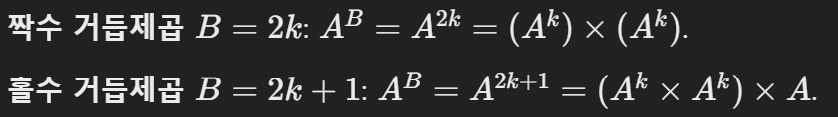 짝수 거듭제곱 B = 2k: A^B = A^{2k} = (A^k) × (A^k).
홀수 거듭제곱 B = 2k + 1: A^B = A^{2k+1} = (A^k × A^k) × A.